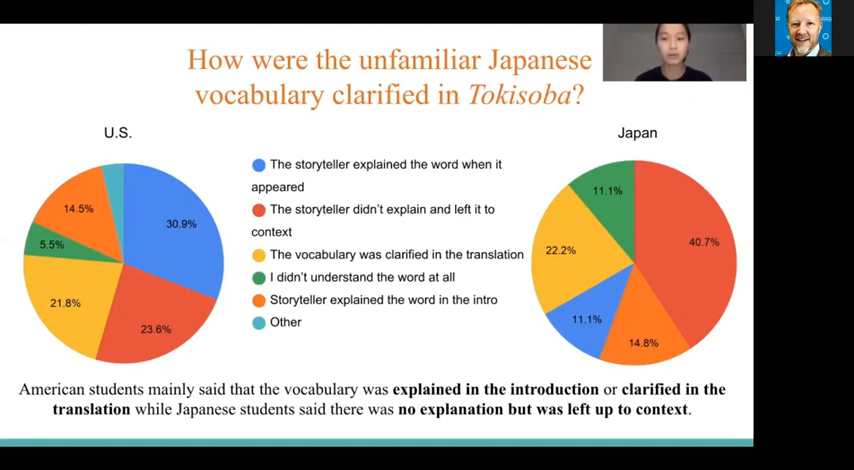 How were the unfamiliar Japanese
vocabulary clarified in Tokisoba?
U.S.
30.9%
23.6%
21.8%
5.5%
14.5%
The storyteller explained the word when it
appeared
The storyteller didn't explain and left it to
context
The vocabulary was clarified in the translation
I didn't understand the word at all
Storyteller explained the word in the intro
Other
Japan
40.7%
14.8%
11.1%
22.2%
11.1%
American students mainly said that the vocabulary was explained in the introduction or clarified in the
translation while Japanese students said there was no explanation but was left up to context.